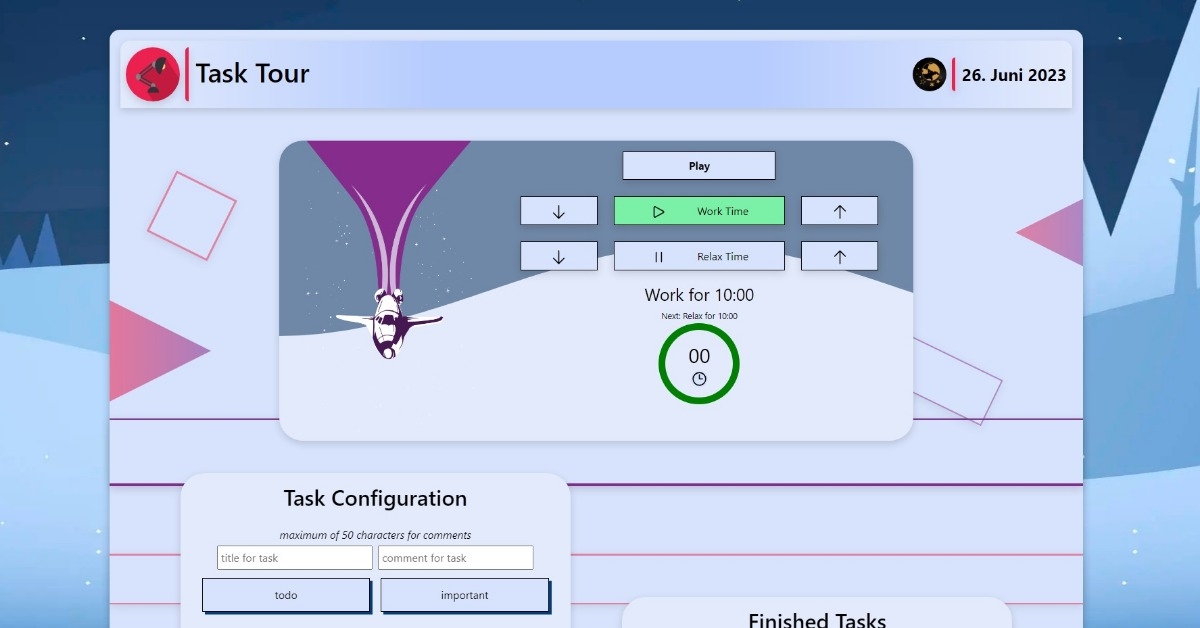 Task Tour
26. Juni 2023
Play
Work Time
Relax Time
Work for 10:00
Next: Relax for 10:00
00
Task Configuration
maximum of 50 characters for comments
title for task
comment for task
todo
important
Finished Tasks